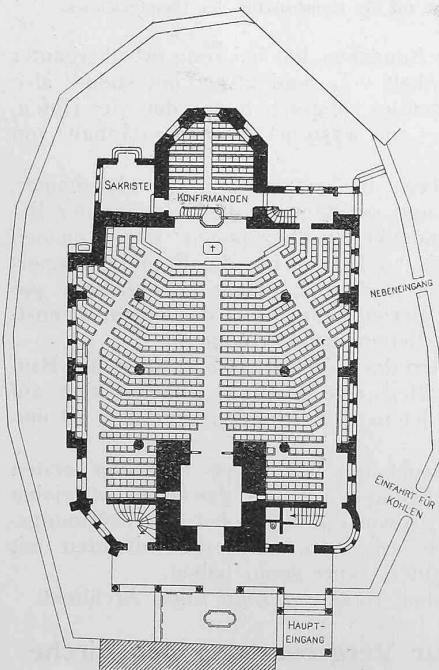 SAKRISTEI
KONFIRMANDEN
NEBENEINGANG
EINFAHRT FÜR
KOHLEN
HAUPT-
EINGANG